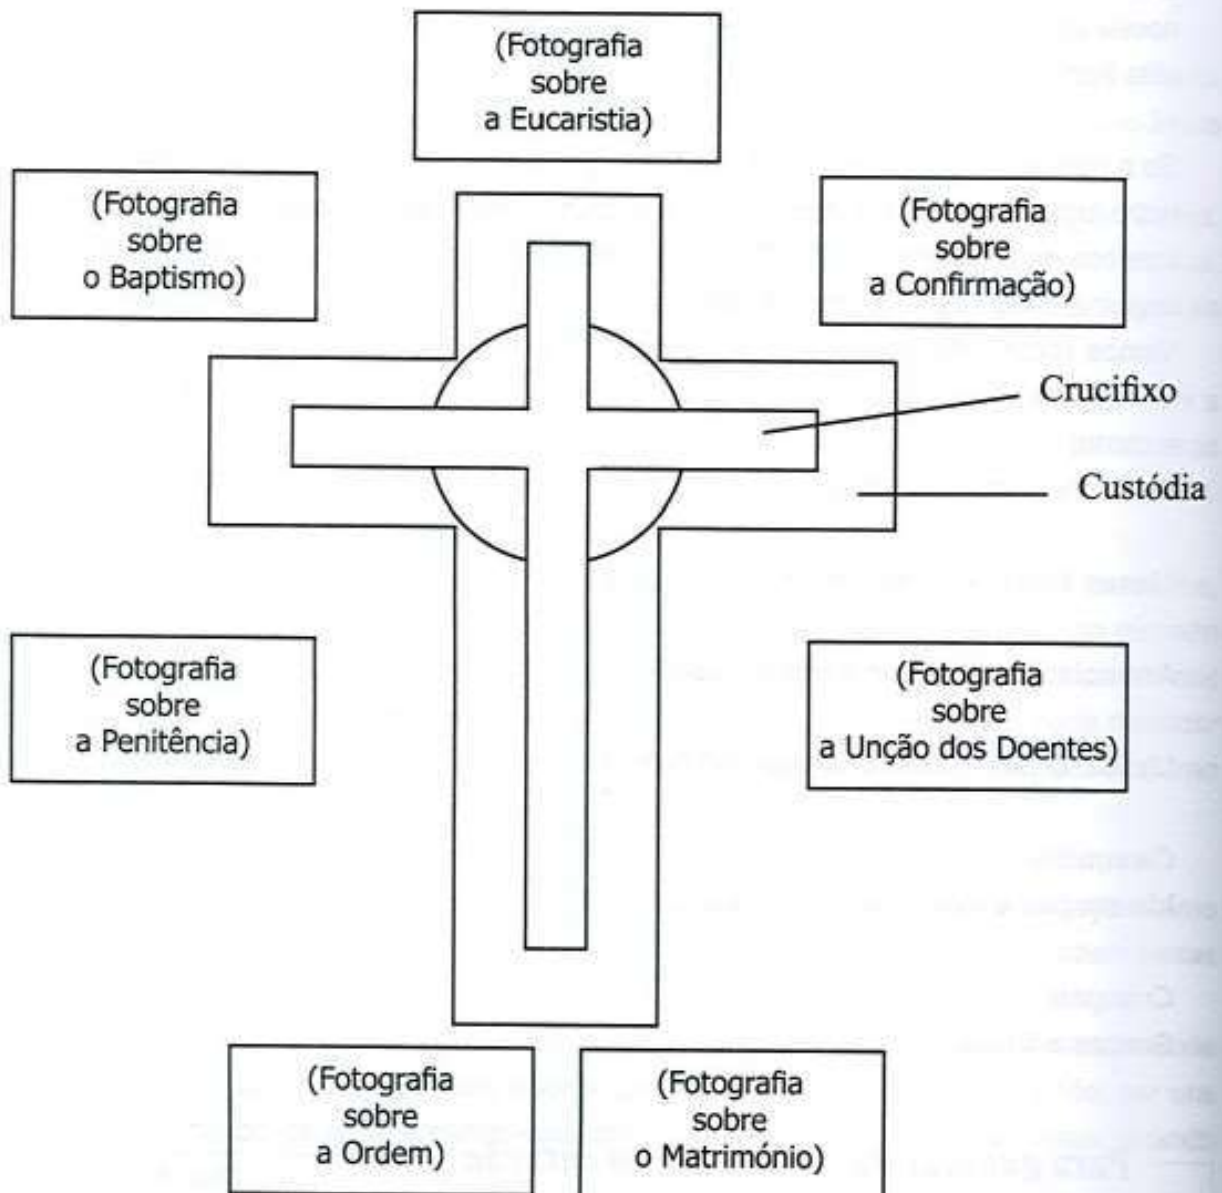 (Fotografia
sobre
a Eucaristia)
(Fotografia
sobre
o Baptismo)
(Fotografia
sobre
a Confirmação)
Crucifixo
Custódia
(Fotografia
sobre
a Penitência)
(Fotografia
sobre
a Unção dos Doentes)
(Fotografia
sobre
a Ordem)
(Fotografia
sobre
o Matrimónio)